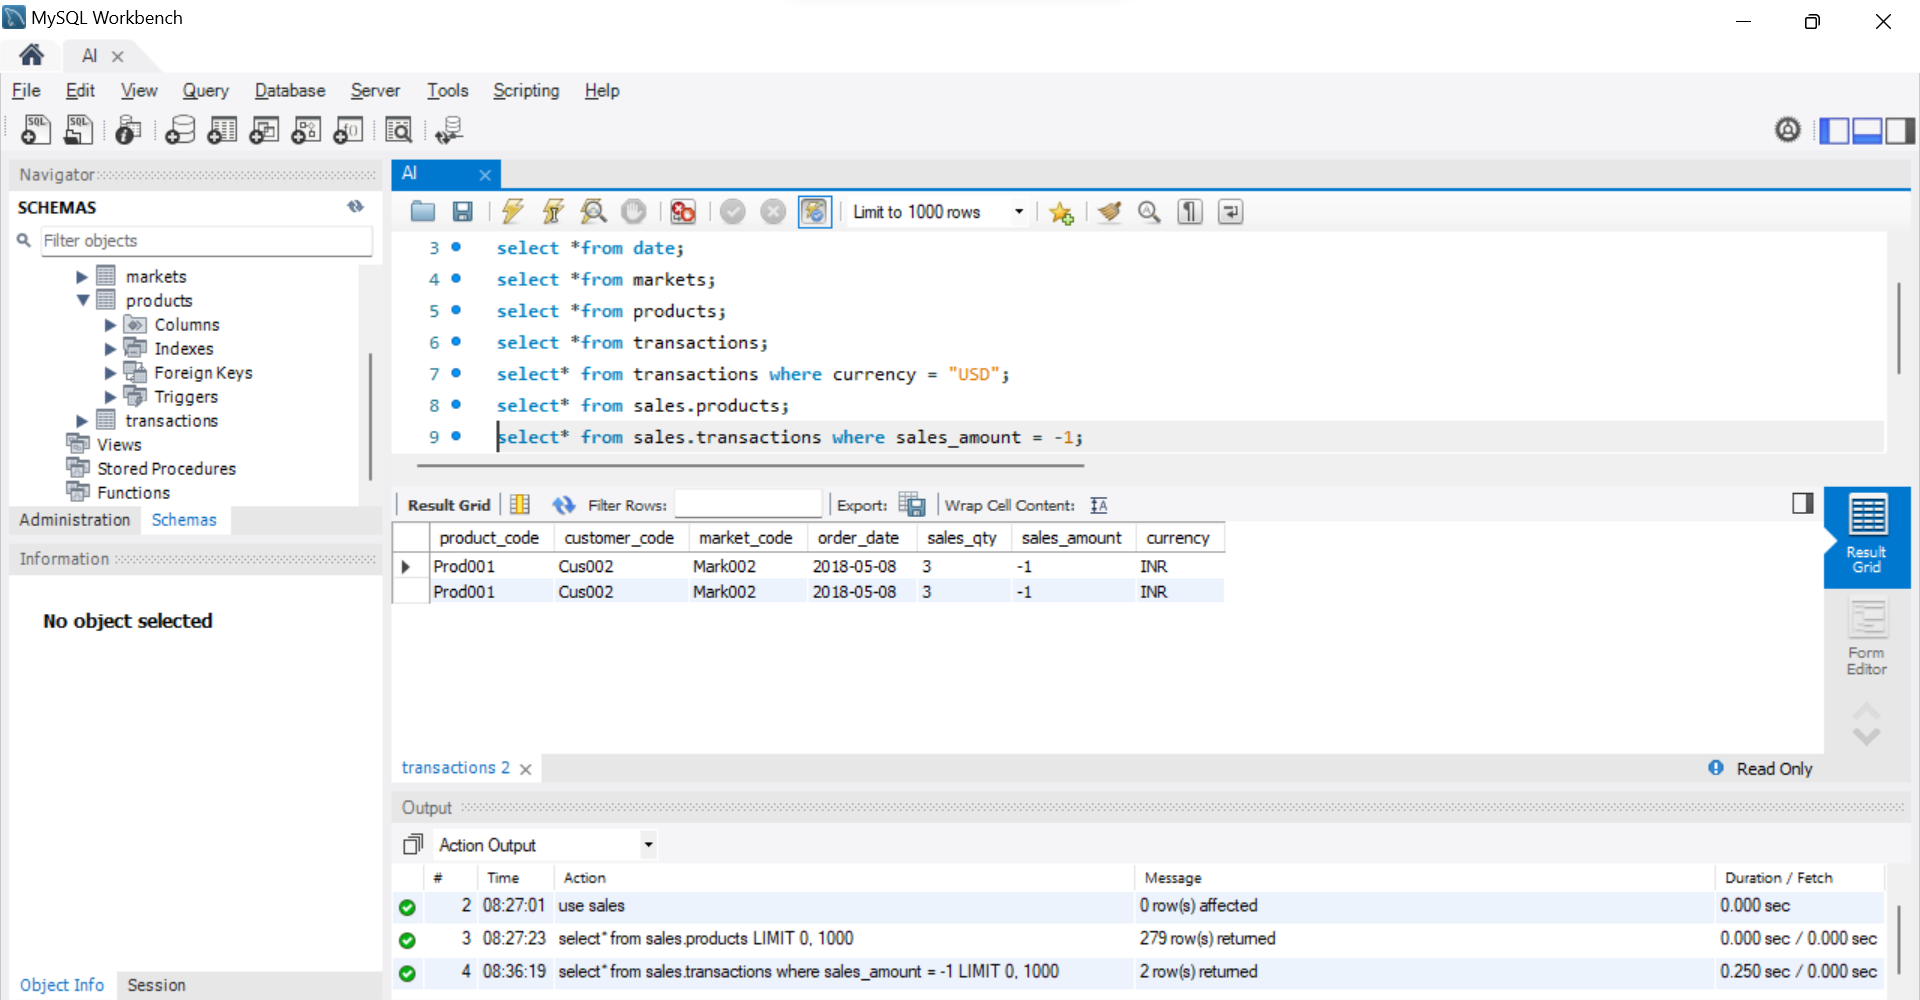 MySQL Workbench
AI
File Edit View Query Database Server Tools Scripting Help
SQL SQL
Navigator
SCHEMAS
Filter objects
markets
products
Columns
Indexes
Foreign Keys
Triggers
transactions
Views
Stored Procedures
Functions
Administration Schemas
Information
No object selected
Object Info Session
AI
Limit to 1000 rows
3 select *from date;
4 select *from markets;
5 select *from products;
6 select *from transactions;
7 select* from transactions where currency = "USD";
8 select* from sales.products;
9 select* from sales.transactions where sales_amount = -1;
Result Grid Filter Rows: Export: Wrap Cell Content:
product_code customer_code market_code order_date sales_qty sales_amount currency
Prod001 Cus002 Mark002 2018-05-08 3 -1 INR
Prod001 Cus002 Mark002 2018-05-08 3 -1 INR
Result
Grid
Form
Editor
transactions 2
Read Only
Output
Action Output
# Time Action Message Duration / Fetch
2 08:27:01 use sales 0 row(s) affected 0.000 sec
3 08:27:23 select* from sales.products LIMIT 0, 1000 279 row(s) returned 0.000 sec / 0.000 sec
4 08:36:19 select* from sales.transactions where sales_amount = -1 LIMIT 0, 1000 2 row(s) returned 0.250 sec / 0.000 sec